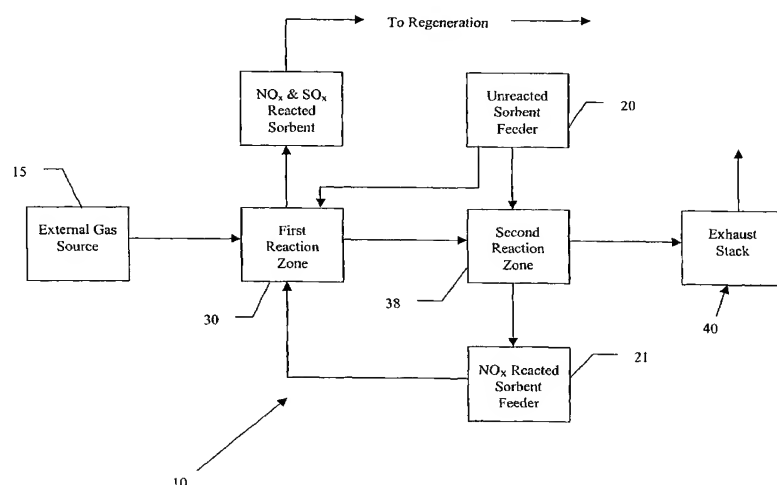 To Regeneration
NOx & SOx
Reacted
Sorbent
Unreacted
Sorbent
Feeder
20
15
External Gas
Source
First
Reaction
Zone
Second
Reaction
Zone
Exhaust
Stack
30
38
40
NOx Reacted
Sorbent
Feeder
21
10